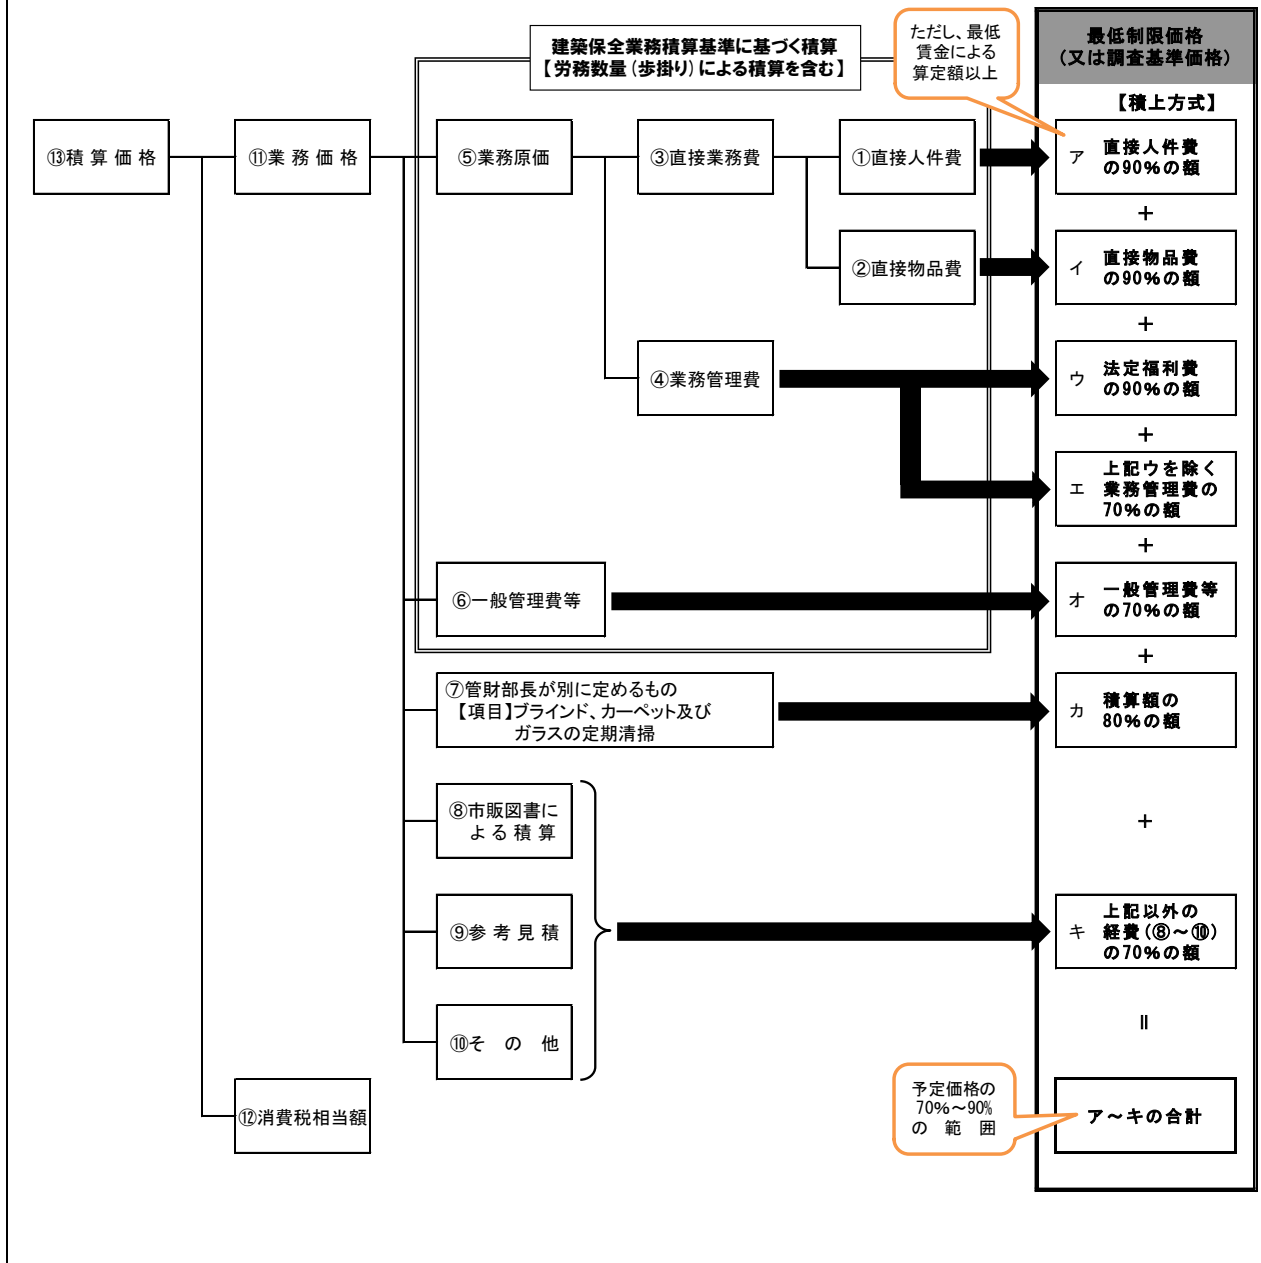 建築保全業務積算基準に基づく積算
【労務数量（歩掛り）による積算を含む】
ただし、最低
賃金による
算定額以上
最低制限価格
（又は調査基準価格）
【積上方式】
⑬積算価格
⑪業務価格
⑤業務原価
③直接業務費
①直接人件費
ア 直接人件費
の90％の額
＋
②直接物品費
イ 直接物品費
の90％の額
＋
④業務管理費
ウ 法定福利費
の90％の額
＋
エ 上記ウを除く
業務管理費の
70％の額
＋
⑥一般管理費等
オ 一般管理費等
の70％の額
＋
⑦管財部長が別に定めるもの
【項目】ブラインド、カーペット及び
ガラスの定期清掃
カ 積算額の
80％の額
⑧市販図書に
よる積算
＋
⑨参考見積
キ 上記以外の
経費（⑧～⑩）
の70％の額
⑩その他
＝
⑫消費税相当額
予定価格の
70％～90％
の範囲
ア～キの合計